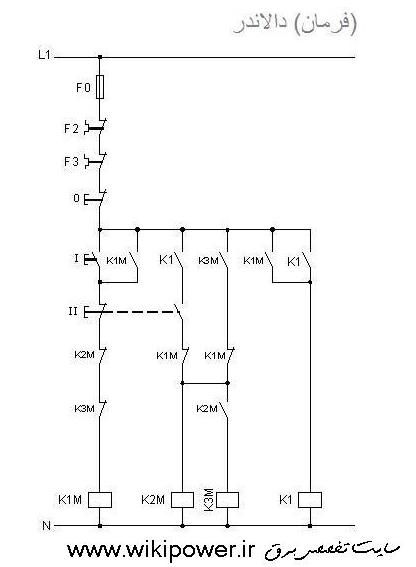 (فرمان) دالاندر
L1
F0
F2
F3
0
I K1M K1 K3M K1M K1
II
K2M K1M K1M
K3M K2M
K1M K2M K3M K1
N
www.wikipower.ir سایت تخصصی برق